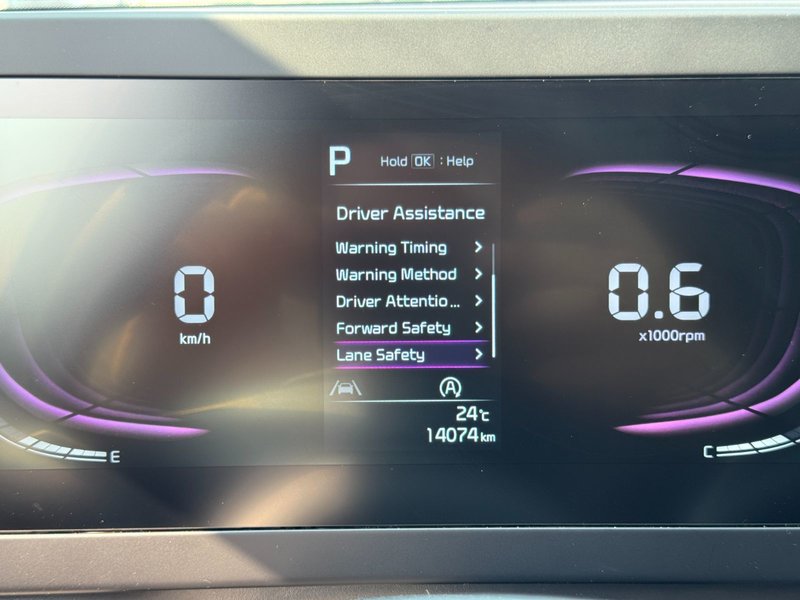 P
Hold OK : Help
Driver Assistance
Warning Timing
Warning Method
Driver Attentio ...
Forward Safety
Lane Safety
0
km/h
0.6
x1000rpm
A
24℃
14074 km
E
C